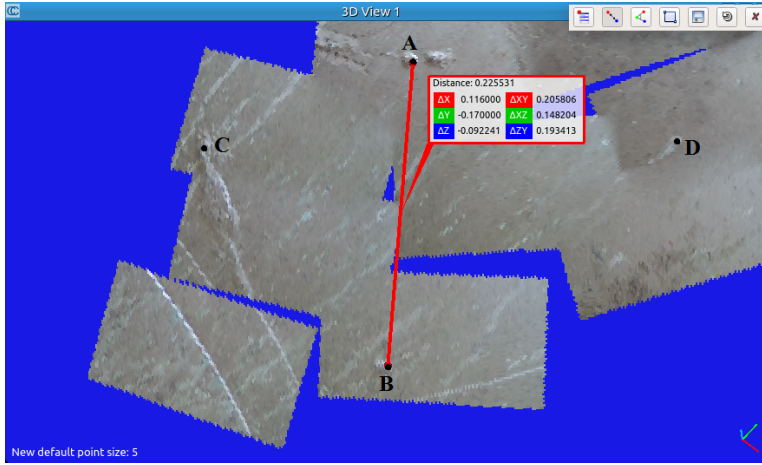 3D View 1
A
Distance: 0.225531
ΔX 0.116000 ΔXY 0.205806
ΔY -0.170000 ΔXZ 0.148204
ΔZ -0.092241 ΔZY 0.193413
C
D
B
New default point size: 5